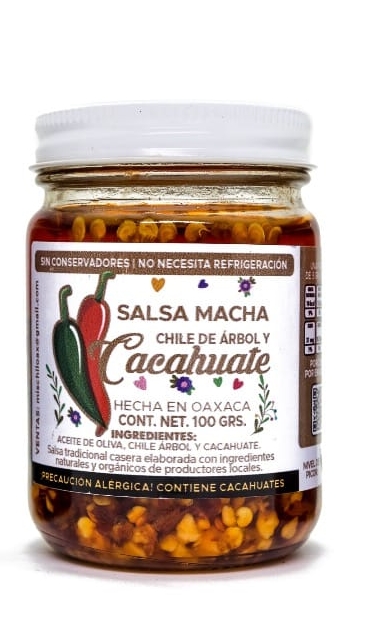 SIN CONSERVADORES | NO NECESITA REFRIGERACIÓN
SALSA MACHA
CHILE DE ÁRBOL Y
Cacahuate
HECHA EN OAXACA
CONT. NET. 100 GRS.
INGREDIENTES:
ACEITE DE OLIVA, CHILE ÁRBOL Y CACAHUATE.
Salsa tradicional casera elaborada con ingredientes
naturales y orgánicos de productores locales.
PRECAUCIÓN ALÉRGICA! CONTIENE CACAHUATES